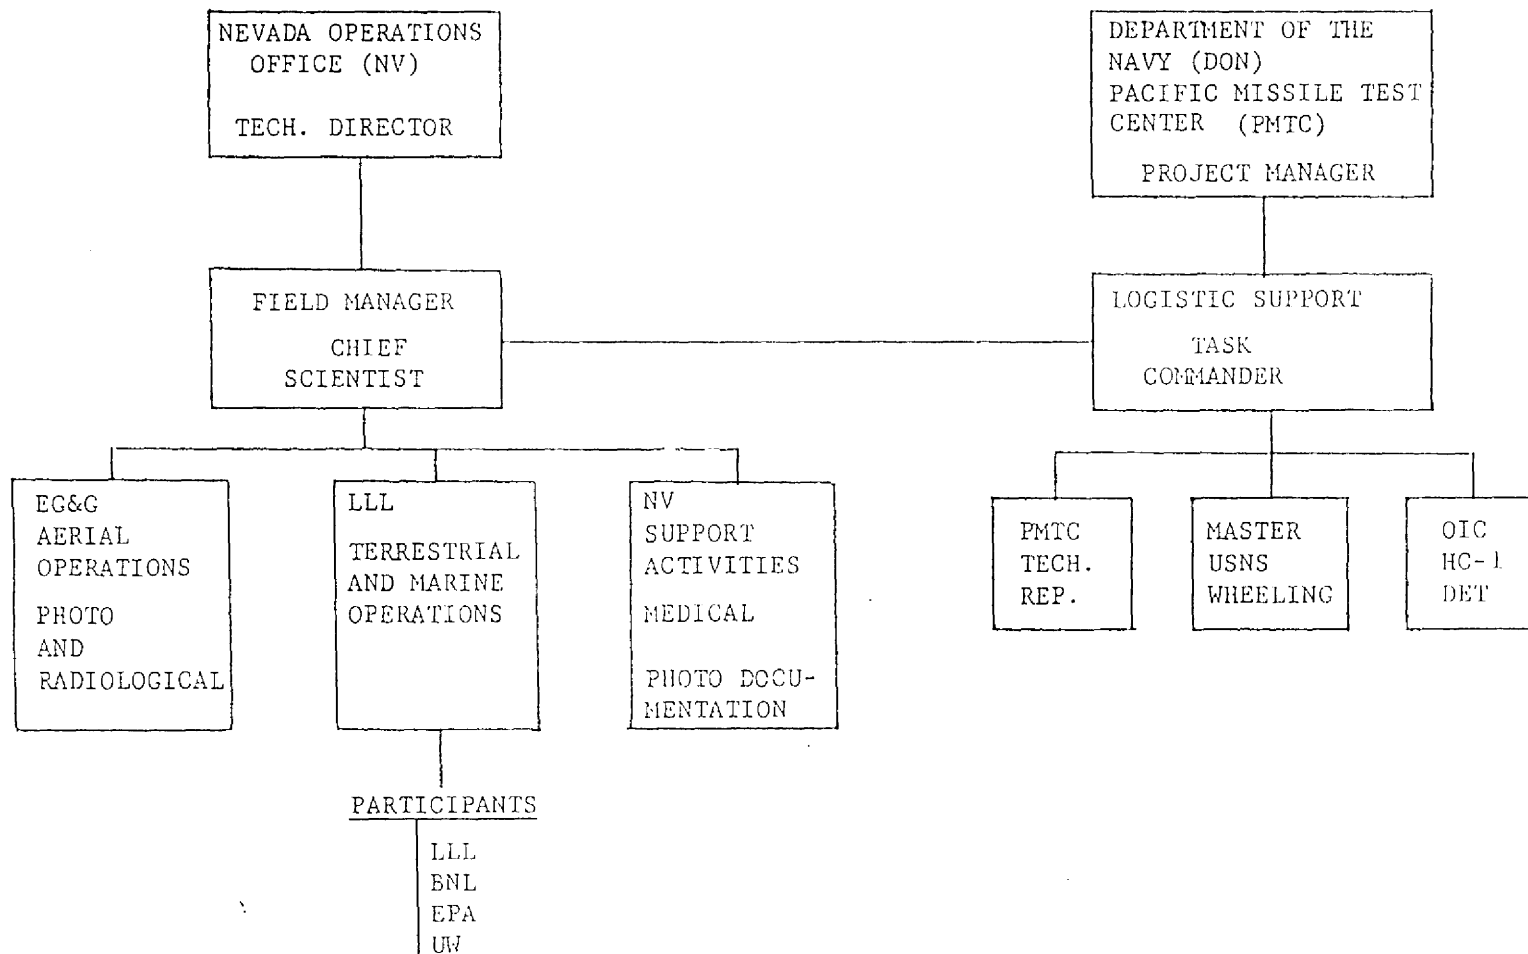 NEVADA OPERATIONS
OFFICE (NV)
TECH. DIRECTOR
DEPARTMENT OF THE
NAVY (DON)
PACIFIC MISSILE TEST
CENTER (PMTC)
PROJECT MANAGER
FIELD MANAGER
CHIEF
SCIENTIST
LOGISTIC SUPPORT
TASK
COMMANDER
EG&G
AERIAL
OPERATIONS
PHOTO
AND
RADIOLOGICAL
LLL
TERRESTRIAL
AND MARINE
OPERATIONS
NV
SUPPORT
ACTIVITIES
MEDICAL
PHOTO DOCU-
MENTATION
PMTC
TECH.
REP.
MASTER
USNS
WHEELING
OIC
HC-1
DET
PARTICIPANTS
LLL
BNL
EPA
UW